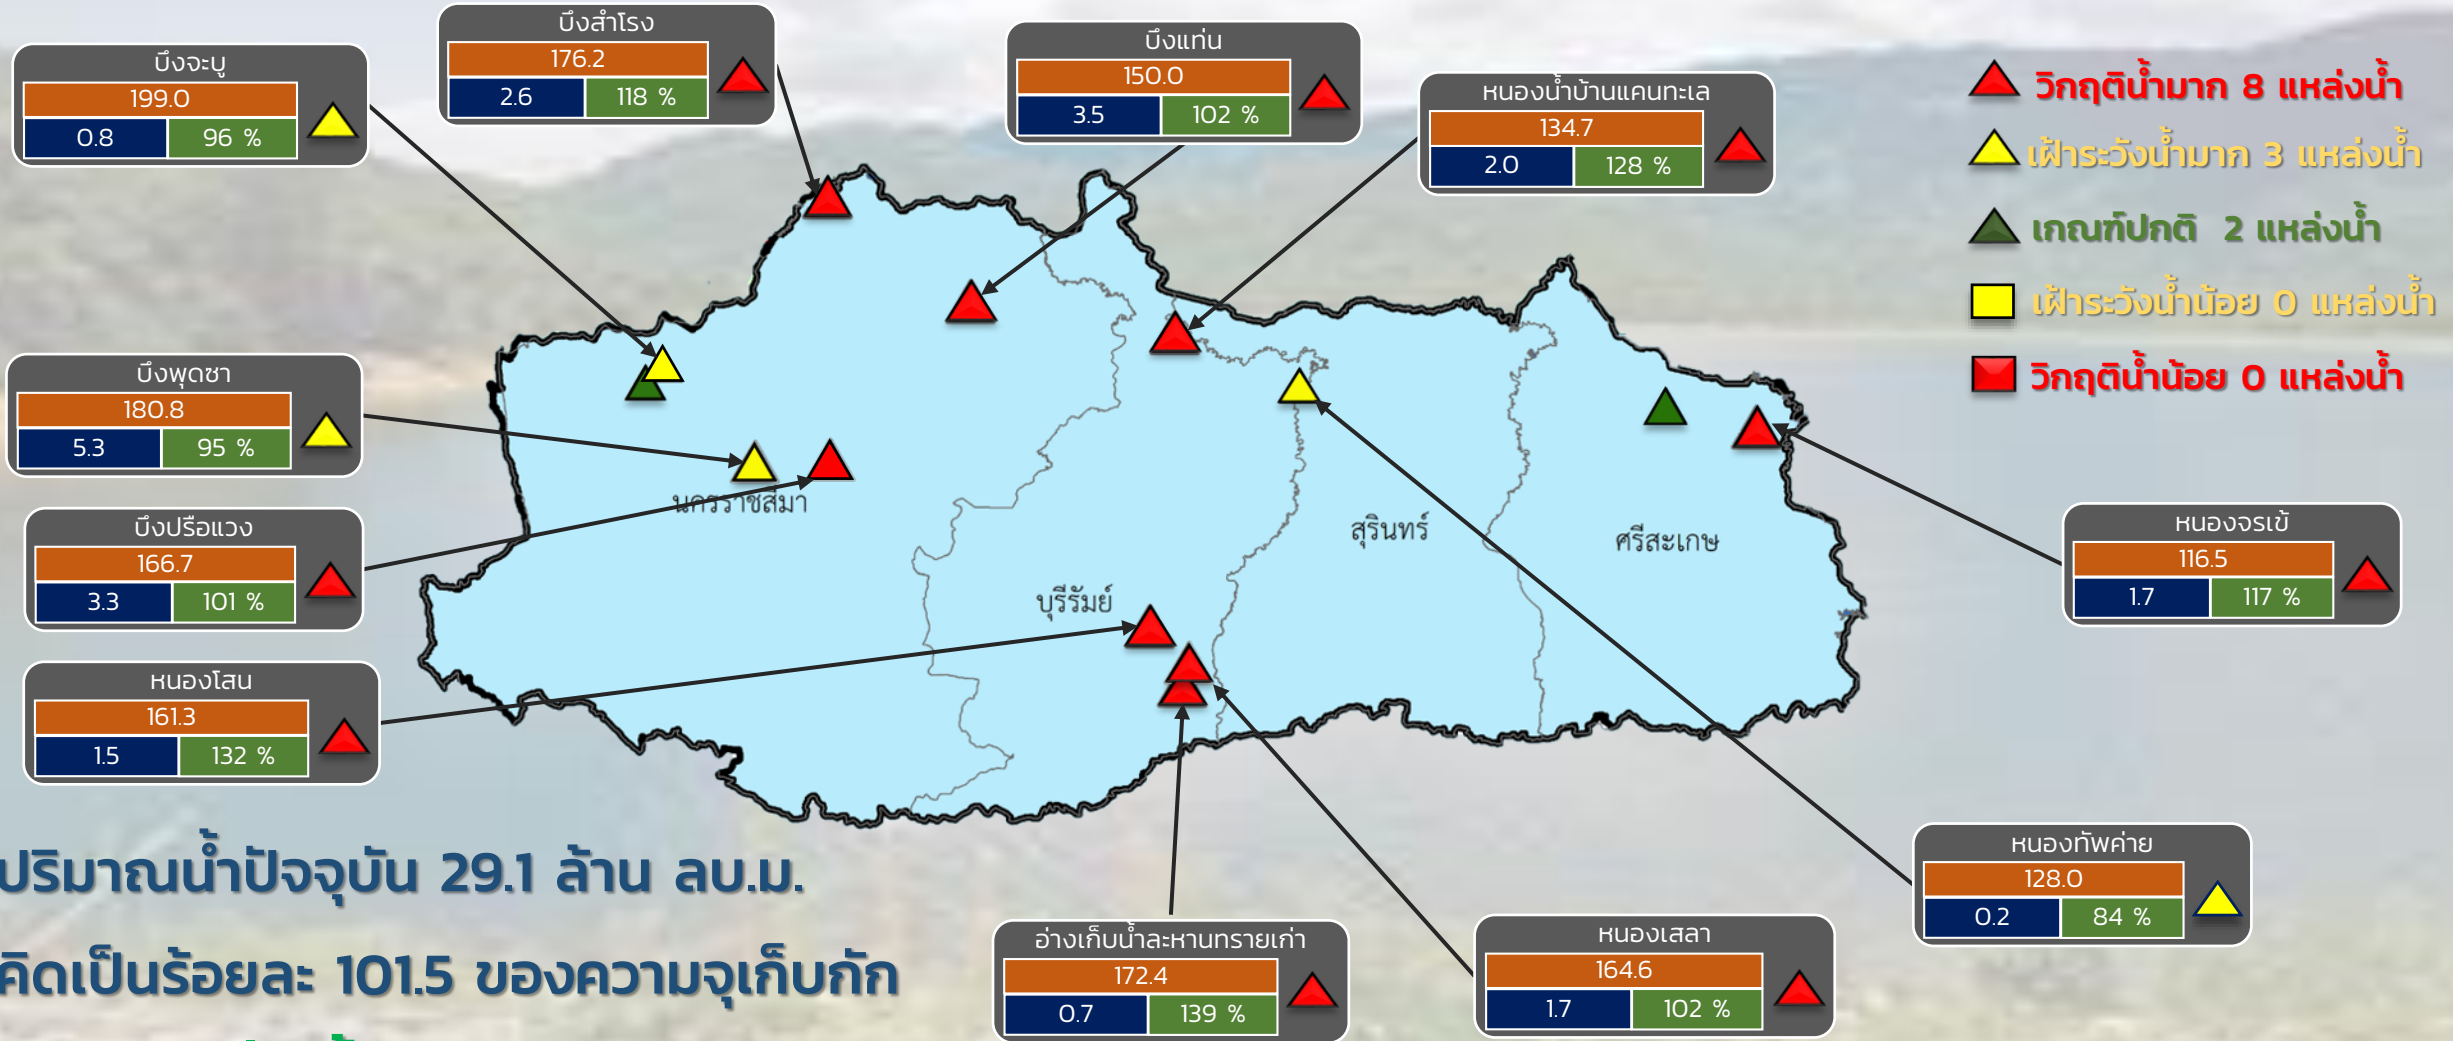 บึงจะบู
199.0
0.8 96 %
บึงสำโรง
176.2
2.6 118 %
บึงแท่น
150.0
3.5 102 %
หนองน้ำบ้านแคนทะเล
134.7
2.0 128 %
วิกฤติน้ำมาก 8 แหล่งน้ำ
เฝ้าระวังน้ำมาก 3 แหล่งน้ำ
เกณฑ์ปกติ 2 แหล่งน้ำ
เฝ้าระวังน้ำน้อย 0 แหล่งน้ำ
วิกฤติน้ำน้อย 0 แหล่งน้ำ
บึงพุดซา
180.8
5.3 95 %
บึงปรือแวง
166.7
3.3 101 %
หนองโสน
161.3
1.5 132 %
นครราชสีมา
บุรีรัมย์
สุรินทร์
ศรีสะเกษ
หนองจรเข้
116.5
1.7 117 %
หนองทัพค่าย
128.0
0.2 84 %
อ่างเก็บน้ำละหานทรายเก่า
172.4
0.7 139 %
หนองเสลา
164.6
1.7 102 %
ปริมาณน้ำปัจจุบัน 29.1 ล้าน ลบ.ม.
คิดเป็นร้อยละ 101.5 ของความจุเก็บกัก